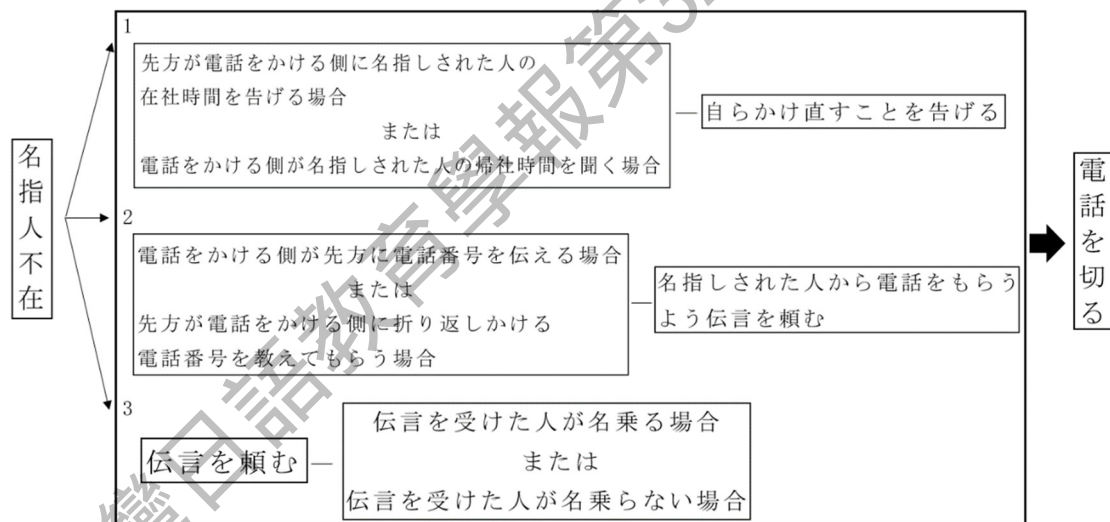 名指人不在
1
先方が電話をかける側に名指しされた人の
在社時間を告げる場合
または
電話をかける側が名指しされた人の帰社時間を聞く場合
自らかけ直すことを告げる
2
電話をかける側が先方に電話番号を伝える場合
または
先方が電話をかける側に折り返しかける
電話番号を教えてもらう場合
名指しされた人から電話をもらう
よう伝言を頼む
3
伝言を頼む
伝言を受けた人が名乗る場合
または
伝言を受けた人が名乗らない場合
電話を切る
灣日語教育學報第3